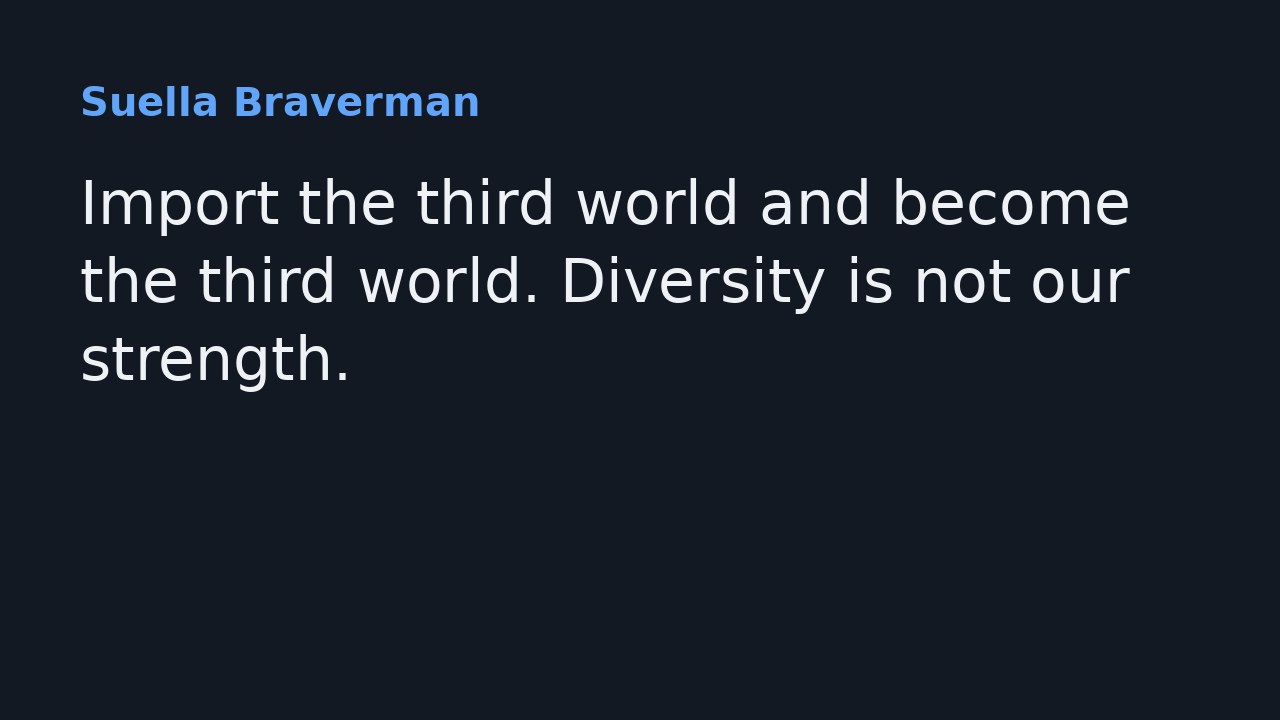 Suella Braverman
Import the third world and become
the third world. Diversity is not our
strength.